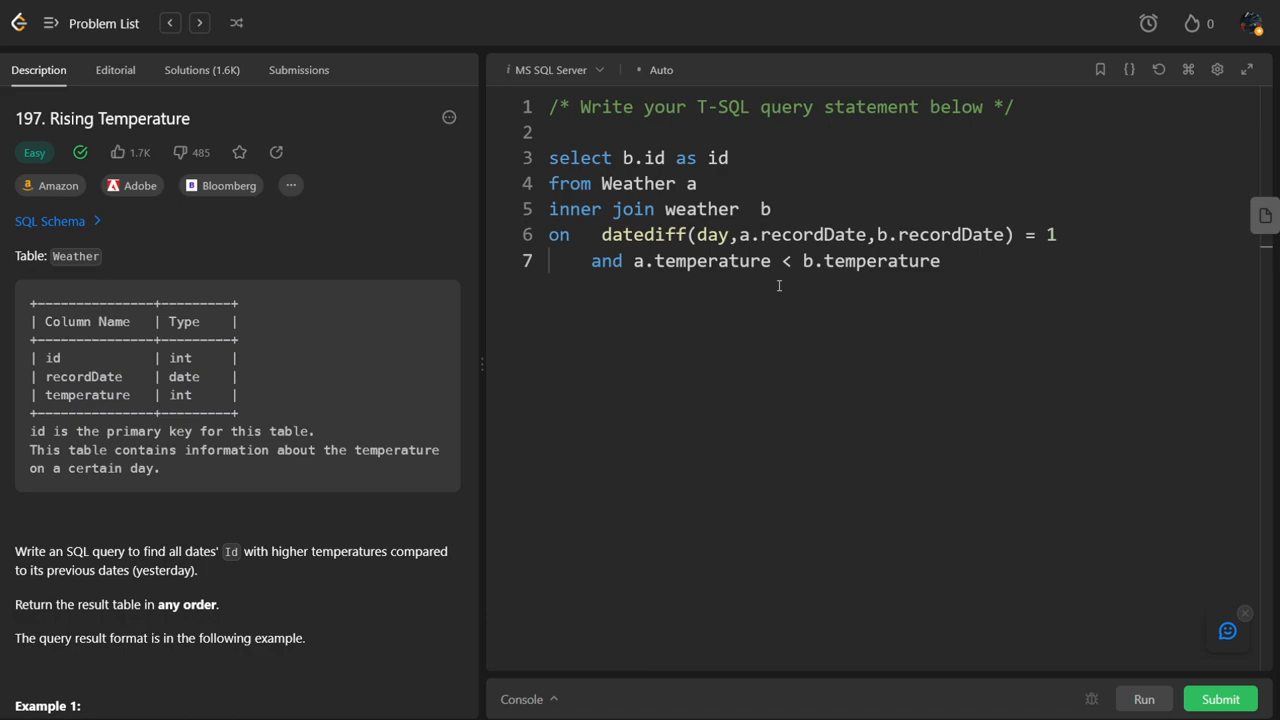 Problem List
0
Description
Editorial
Solutions (1.6K)
Submissions
197. Rising Temperature
Easy
1.7K
485
Amazon
Adobe
Bloomberg
...
SQL Schema
Table: Weather
+---------------+---------+
| Column Name   | Type    |
+---------------+---------+
| id            | int     |
| recordDate    | date    |
| temperature   | int     |
+---------------+---------+
id is the primary key for this table.
This table contains information about the temperature
on a certain day.
Write an SQL query to find all dates' Id with higher temperatures compared
to its previous dates (yesterday).
Return the result table in any order.
The query result format is in the following example.
Example 1:
i MS SQL Server
• Auto
{}
1 /* Write your T-SQL query statement below */
2
3 select b.id as id
4 from Weather a
5 inner join weather  b
6 on   datediff(day,a.recordDate,b.recordDate) = 1
7     and a.temperature < b.temperature
Console
Run
Submit